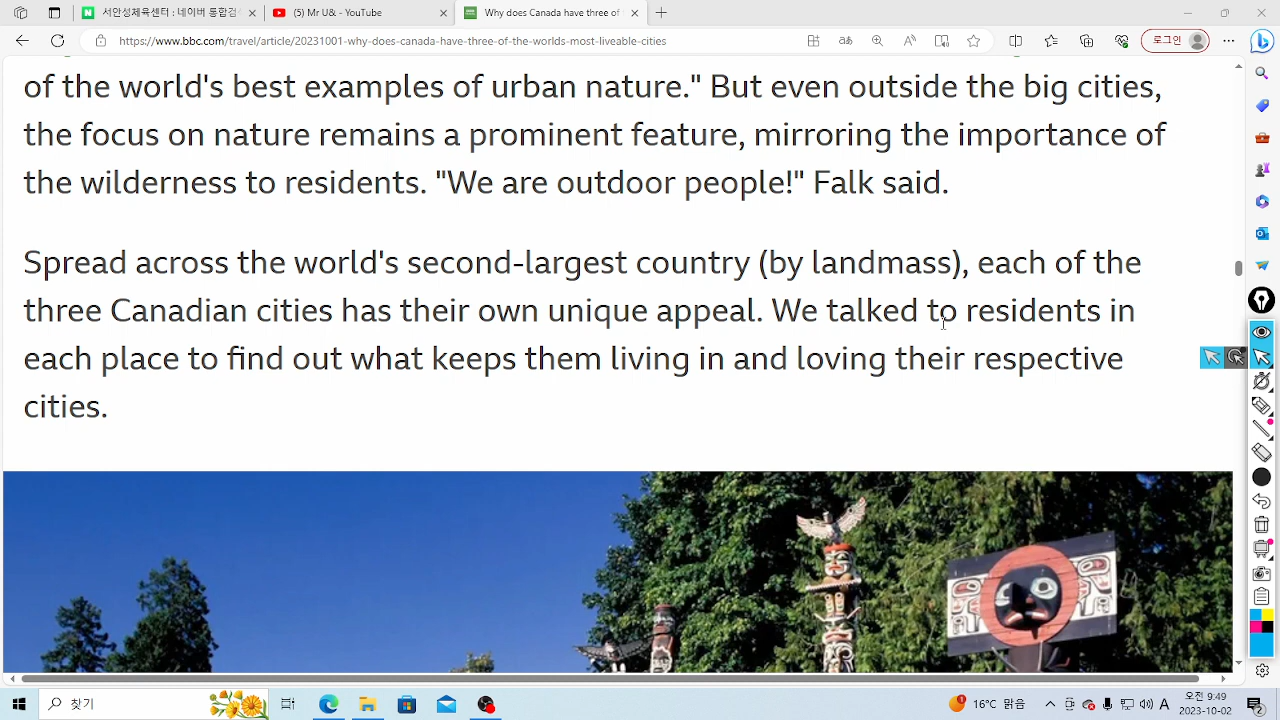 서안성체육센터 : 네이버 통합검색
(5) Mr U& - YouTube
Why does Canada have three of
https://www.bbc.com/travel/article/20231001-why-does-canada-have-three-of-the-worlds-most-liveable-cities
로그인
of the world's best examples of urban nature." But even outside the big cities,
the focus on nature remains a prominent feature, mirroring the importance of
the wilderness to residents. "We are outdoor people!" Falk said.
Spread across the world's second-largest country (by landmass), each of the
three Canadian cities has their own unique appeal. We talked to residents in
each place to find out what keeps them living in and loving their respective
cities.
찾기
16°C 맑음
A
오전 9:49
2023-10-02